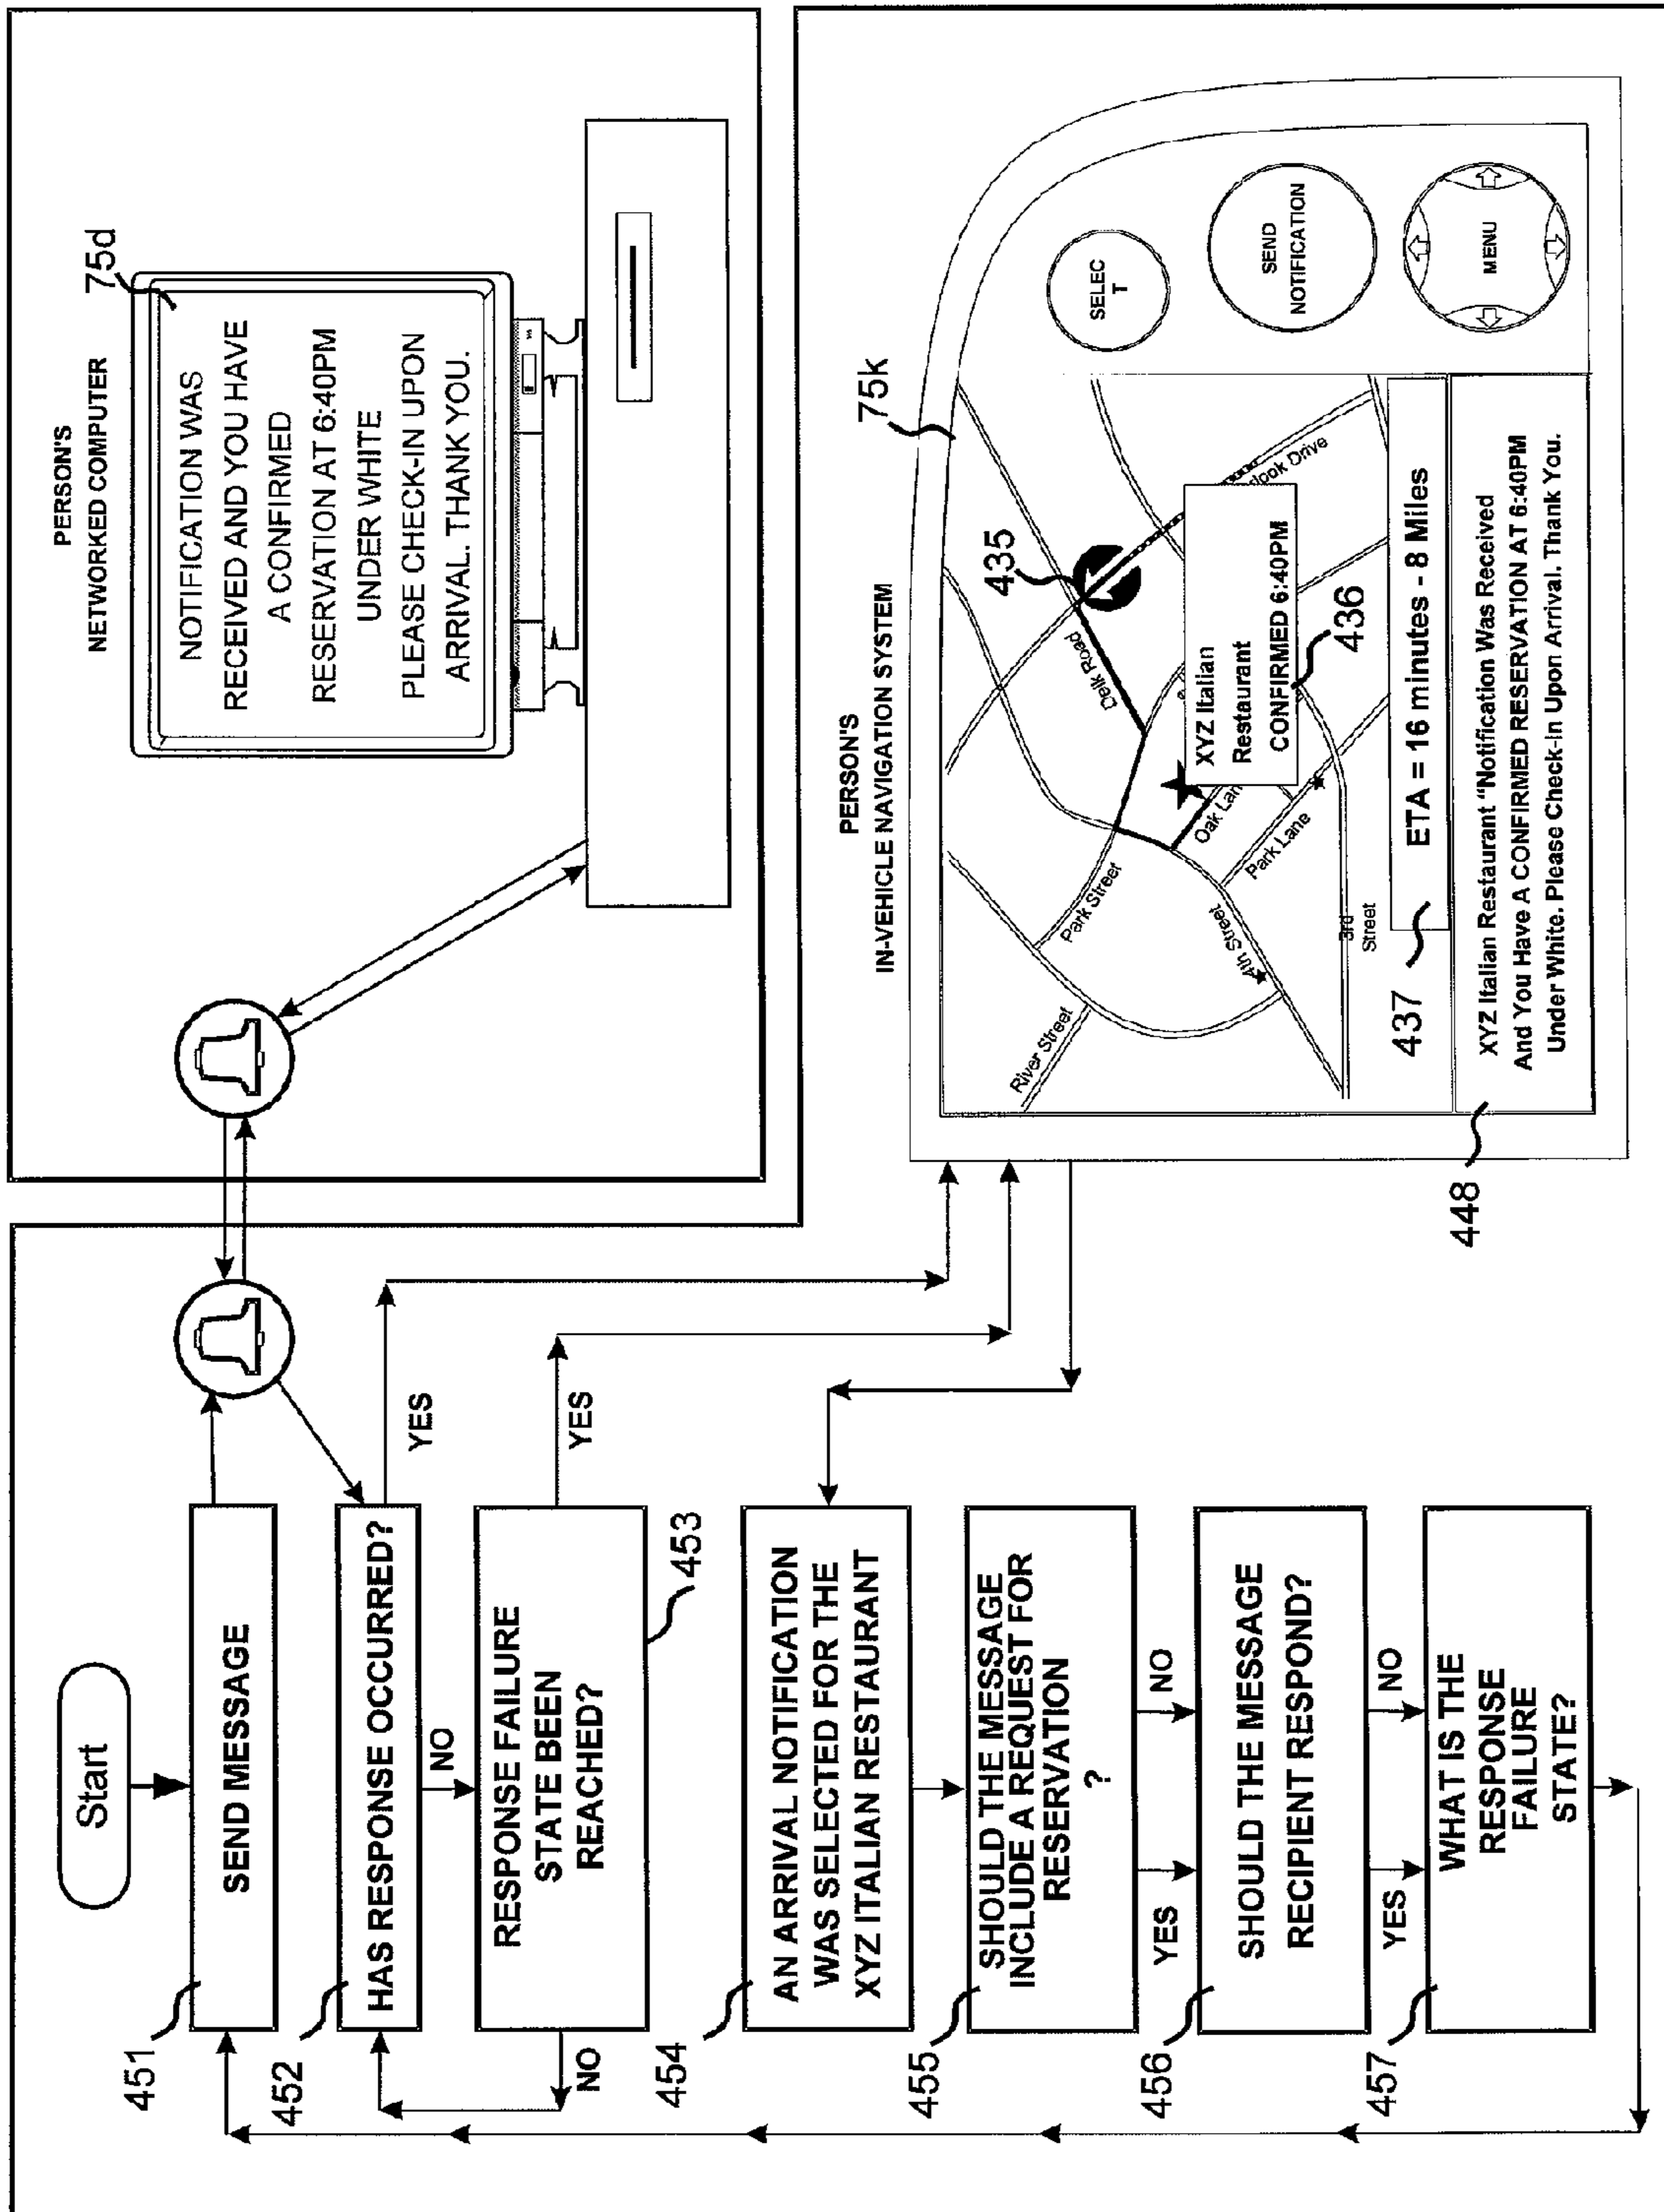 Start
451
SEND MESSAGE
452
HAS RESPONSE OCCURRED?
YES
NO
RESPONSE FAILURE
STATE BEEN
REACHED?
453
YES
NO
454
AN ARRIVAL NOTIFICATION
WAS SELECTED FOR THE
XYZ ITALIAN RESTAURANT
455
SHOULD THE MESSAGE
INCLUDE A REQUEST FOR
RESERVATION
?
YES
NO
456
SHOULD THE MESSAGE
RECIPIENT RESPOND?
YES
NO
457
WHAT IS THE
RESPONSE
FAILURE
STATE?
PERSON'S
NETWORKED COMPUTER
75d
NOTIFICATION WAS
RECEIVED AND YOU HAVE
A CONFIRMED
RESERVATION AT 6:40PM
UNDER WHITE
PLEASE CHECK-IN UPON
ARRIVAL. THANK YOU.
PERSON'S
IN-VEHICLE NAVIGATION SYSTEM
75k
435
Delk Road
XYZ Italian
Restaurant
CONFIRMED 6:40PM
436
Drive
Oak Lan
Park Lane
Park Street
4th Street
River Street
3rd
Street
437
ETA = 16 minutes - 8 Miles
448
XYZ Italian Restaurant “Notification Was Received
And You Have A CONFIRMED RESERVATION AT 6:40PM
Under White. Please Check-in Upon Arrival. Thank You.
SELEC
T
SEND
NOTIFICATION
MENU